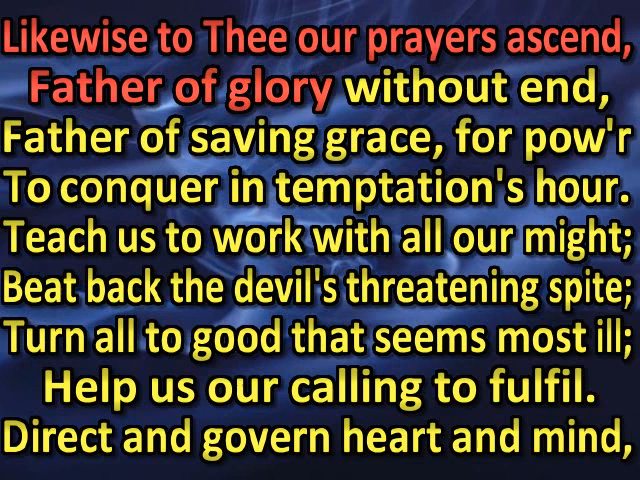 Likewise to Thee our prayers ascend,
Father of glory without end,
Father of saving grace, for pow'r
To conquer in temptation's hour.
Teach us to work with all our might;
Beat back the devil's threatening spite;
Turn all to good that seems most ill;
Help us our calling to fulfil.
Direct and govern heart and mind,